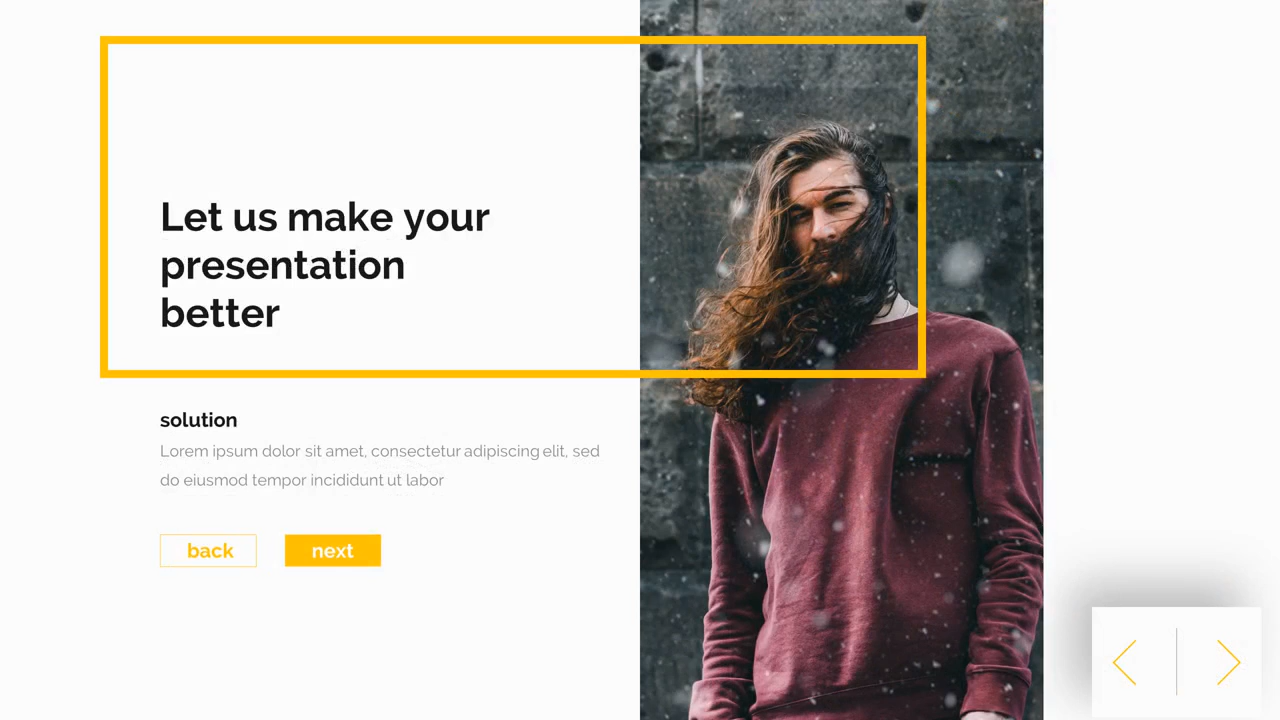 Let us make your
presentation
better
solution
Lorem ipsum dolor sit amet, consectetur adipiscing elit, sed
do eiusmod tempor incididunt ut labor
back next